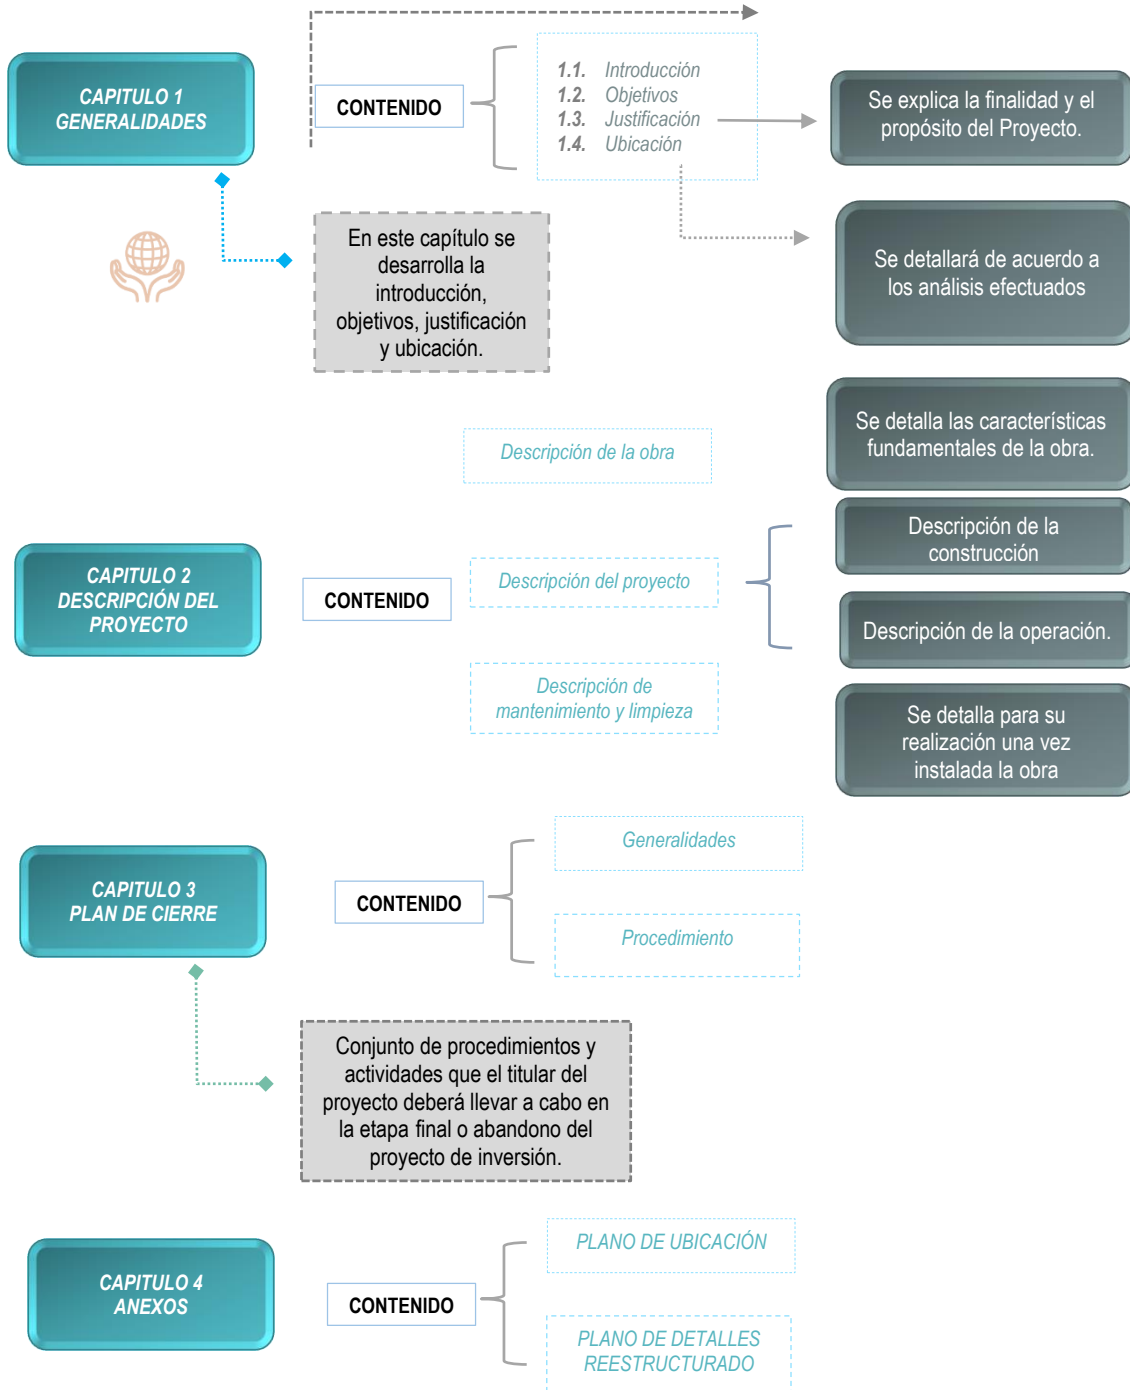 CAPITULO 1
GENERALIDADES
CONTENIDO
1.1. Introducción
1.2. Objetivos
1.3. Justificación
1.4. Ubicación
Se explica la finalidad y el
propósito del Proyecto.
En este capítulo se
desarrolla la
introducción,
objetivos, justificación
y ubicación.
Se detallará de acuerdo a
los análisis efectuados
CAPITULO 2
DESCRIPCIÓN DEL
PROYECTO
CONTENIDO
Descripción de la obra
Se detalla las características
fundamentales de la obra.
Descripción del proyecto
Descripción de la
construcción
Descripción de la operación.
Descripción de
mantenimiento y limpieza
Se detalla para su
realización una vez
instalada la obra
CAPITULO 3
PLAN DE CIERRE
CONTENIDO
Generalidades
Procedimiento
Conjunto de procedimientos y
actividades que el titular del
proyecto deberá llevar a cabo en
la etapa final o abandono del
proyecto de inversión.
CAPITULO 4
ANEXOS
CONTENIDO
PLANO DE UBICACIÓN
PLANO DE DETALLES
REESTRUCTURADO